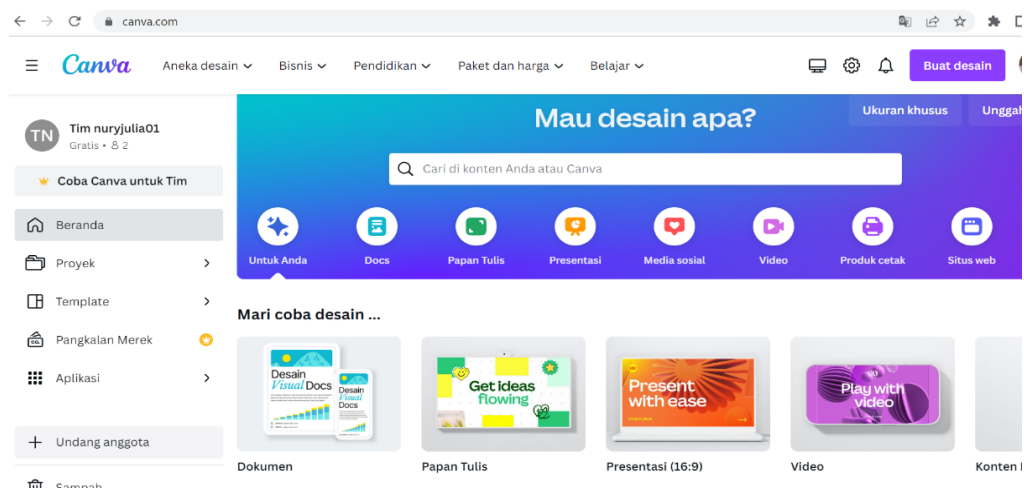 canva.com
Canva
Aneka desain
Bisnis
Pendidikan
Paket dan harga
Belajar
Buat desain
TN
Tim nuryjulia01
Gratis • 2
Coba Canva untuk Tim
Beranda
Proyek
Template
Pangkalan Merek
Aplikasi
Undang anggota
Sampah
Mau desain apa?
Ukuran khusus
Unggah
Cari di konten Anda atau Canva
Untuk Anda
Docs
Papan Tulis
Presentasi
Media sosial
Video
Produk cetak
Situs web
Mari coba desain ...
Desain
Visual Docs
Desain
Visual
Docs
Get ideas
flowing
Present
with ease
Play with
video
Dokumen
Papan Tulis
Presentasi (16:9)
Video
Konten